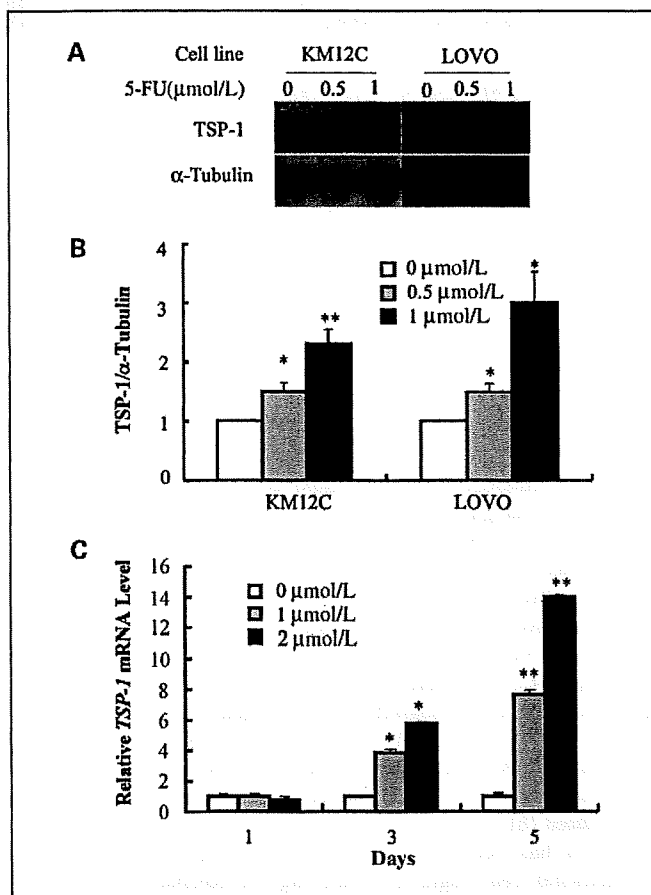 A
Cell line KM12C LOVO
5-FU(μmol/L) 0 0.5 1 0 0.5 1
TSP-1
α-Tubulin
B
TSP-1/α-Tubulin
4
3
2
1
0
0 μmol/L
0.5 μmol/L
1 μmol/L
* ** * *
KM12C LOVO
C
Relative TSP-1 mRNA Level
16
14
12
10
8
6
4
2
0
0 μmol/L
1 μmol/L
2 μmol/L
* * ** **
1 3 5
Days